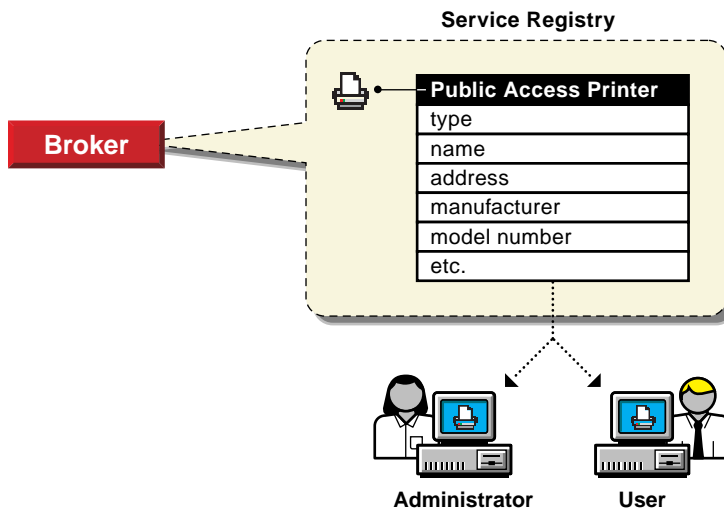 Service Registry
Public Access Printer
Broker
type
name
address
manufacturer
model number
etc.
Administrator
User